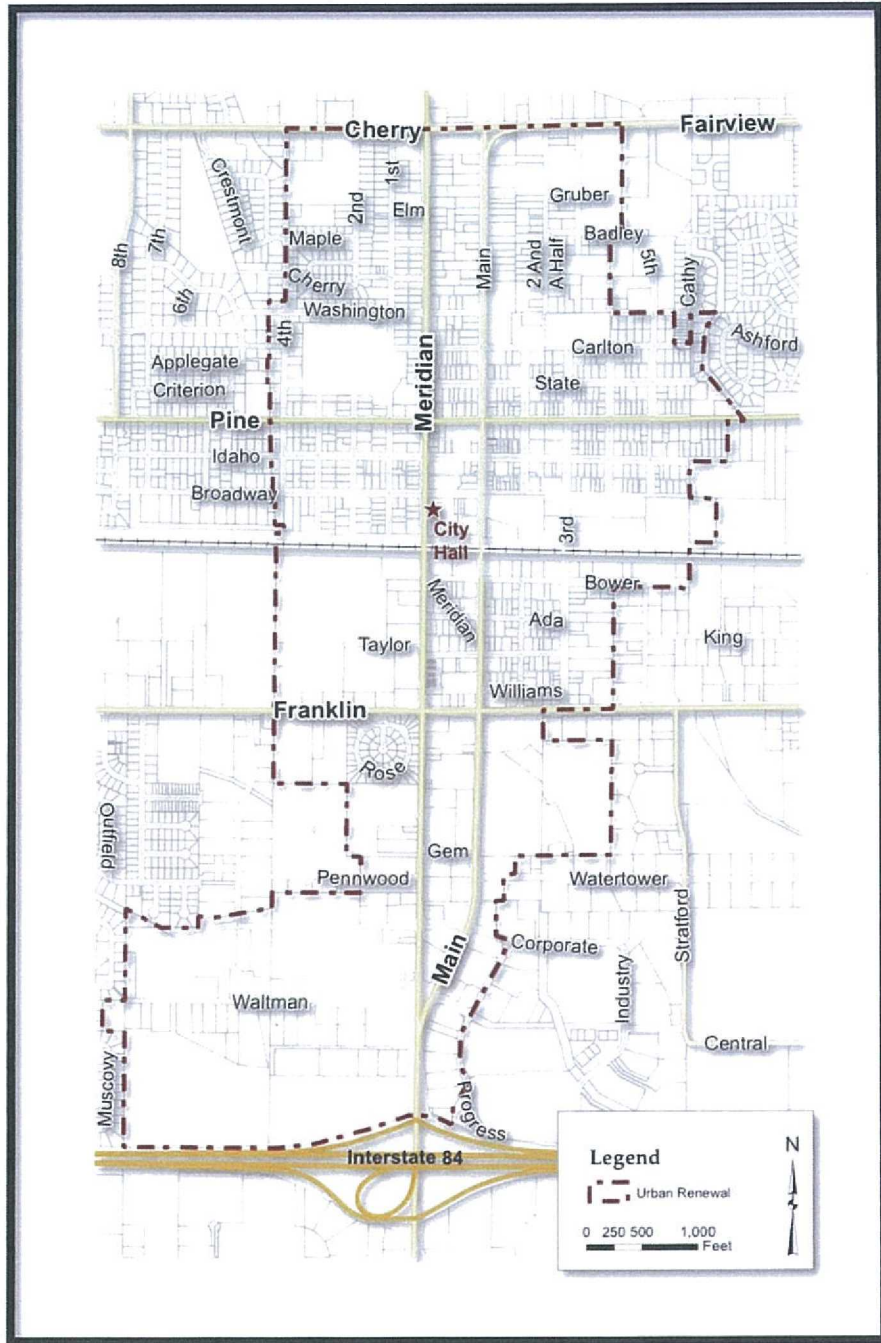 Cherry
Fairview
Crestmont
1st
2nd
Elm
Gruber
Maple
Badley
8th
7th
Main
2 And
A Half
5th
Cathy
Cherry
6th
Washington
4th
Meridian
Carlton
Ashford
Applegate
State
Criterion
Pine
Idaho
Broadway
City
Hall
3rd
Bower
Meridian
Ada
Taylor
King
Williams
Franklin
Rose
Outfield
Gem
Pennwood
Watertower
Stratford
Main
Corporate
Industry
Waltman
Central
Muscovy
Progress
Interstate 84
Legend
Urban Renewal
0 250 500 1,000
Feet
N